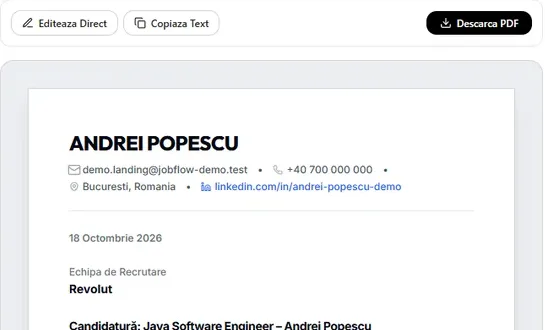 Editeaza Direct
Copiaza Text
Descarca PDF
ANDREI POPESCU
demo.landing@jobflow-demo.test • +40 700 000 000 •
Bucuresti, Romania • linkedin.com/in/andrei-popescu-demo
18 Octombrie 2026
Echipa de Recrutare
Revolut
Candidatură: Java Software Engineer – Andrei Popescu